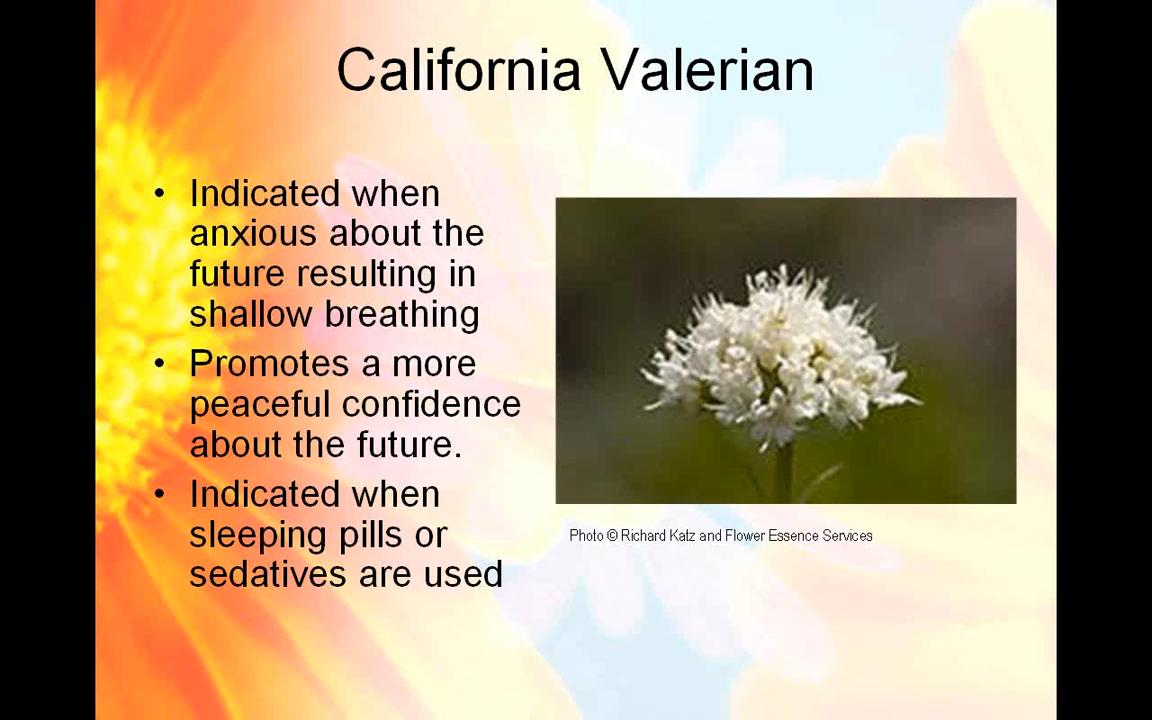 California Valerian
• Indicated when
anxious about the
future resulting in
shallow breathing
• Promotes a more
peaceful confidence
about the future.
• Indicated when
sleeping pills or
sedatives are used
Photo © Richard Katz and Flower Essence Services